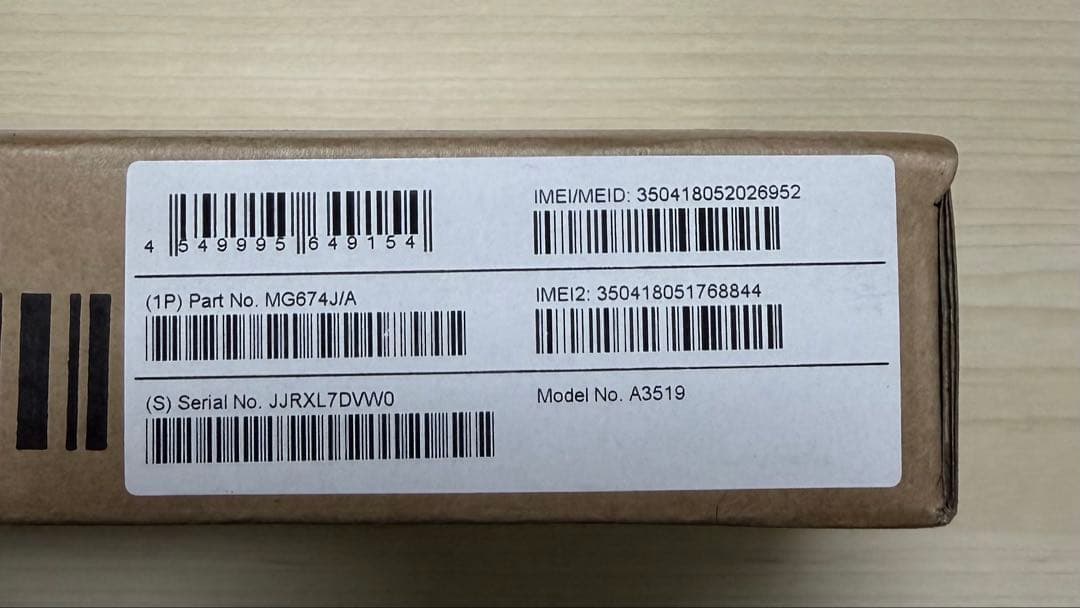 4 549995 649154
IMEI/MEID: 350418052026952
(1P) Part No. MG674J/A
IMEI2: 350418051768844
(S) Serial No. JJRXL7DVW0
Model No. A3519